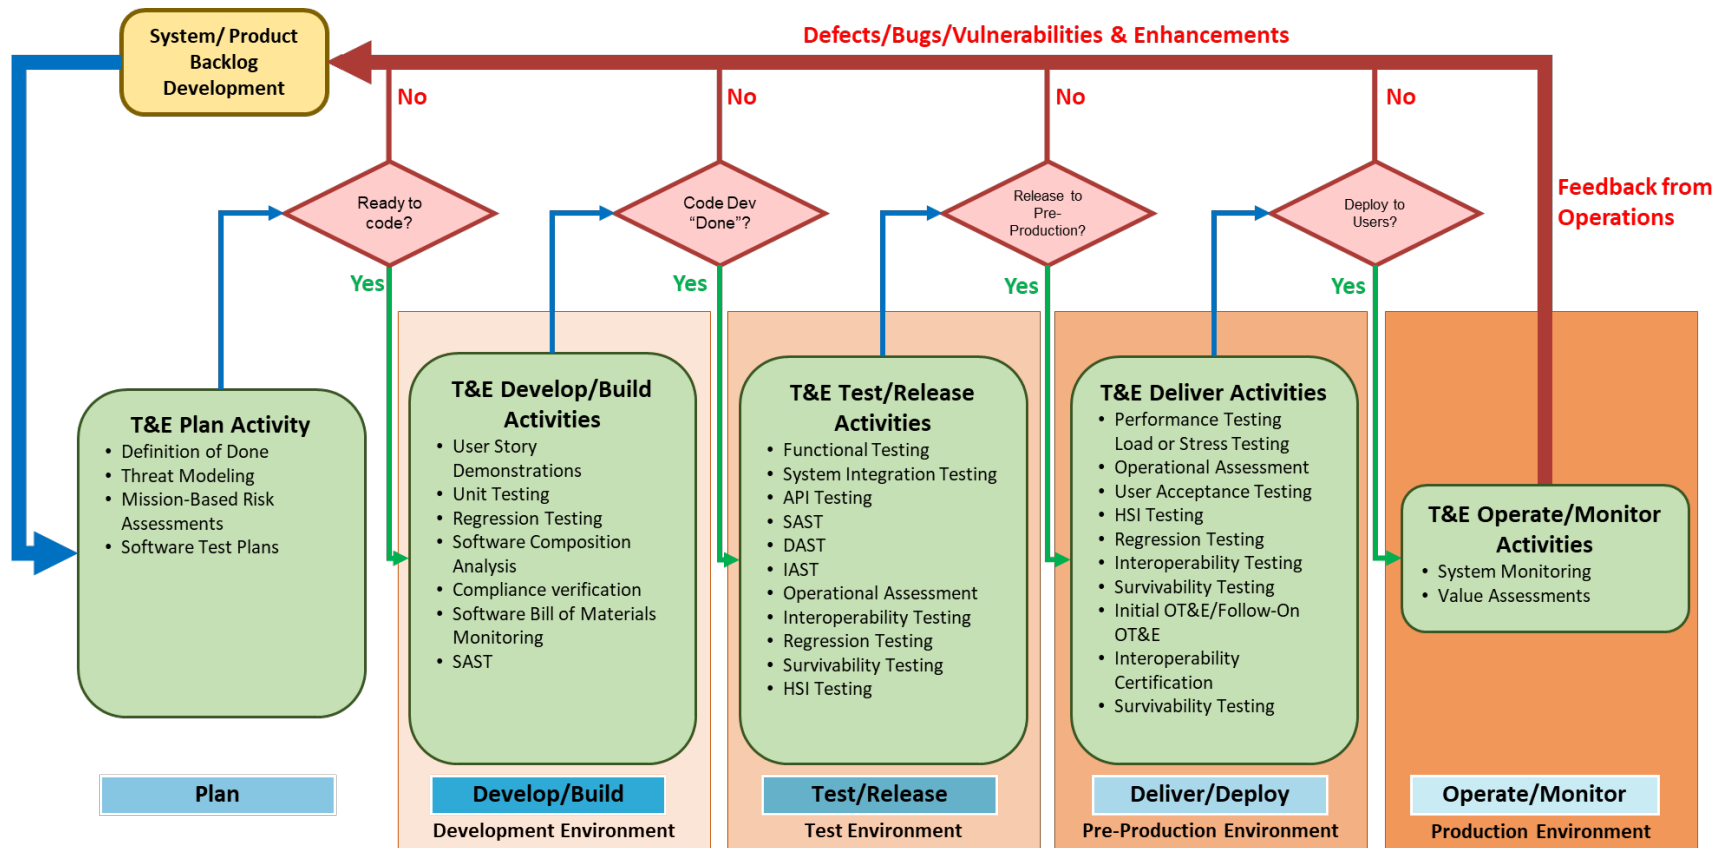 System/ Product
Backlog
Development
Defects/Bugs/Vulnerabilities & Enhancements
No
No
No
No
Ready to
code?
Code Dev
“Done”?
Release to
Pre-
Production?
Deploy to
Users?
Feedback from
Operations
Yes
Yes
Yes
Yes
T&E Plan Activity
• Definition of Done
• Threat Modeling
• Mission-Based Risk
Assessments
• Software Test Plans
T&E Develop/Build
Activities
• User Story
Demonstrations
• Unit Testing
• Regression Testing
• Software Composition
Analysis
• Compliance verification
• Software Bill of Materials
Monitoring
• SAST
T&E Test/Release
Activities
• Functional Testing
• System Integration Testing
• API Testing
• SAST
• DAST
• IAST
• Operational Assessment
• Interoperability Testing
• Regression Testing
• Survivability Testing
• HSI Testing
T&E Deliver Activities
• Performance Testing
Load or Stress Testing
• Operational Assessment
• User Acceptance Testing
• HSI Testing
• Regression Testing
• Interoperability Testing
• Survivability Testing
• Initial OT&E/Follow-On
OT&E
• Interoperability
Certification
• Survivability Testing
T&E Operate/Monitor
Activities
• System Monitoring
• Value Assessments
Plan
Develop/Build
Test/Release
Deliver/Deploy
Operate/Monitor
Development Environment
Test Environment
Pre-Production Environment
Production Environment